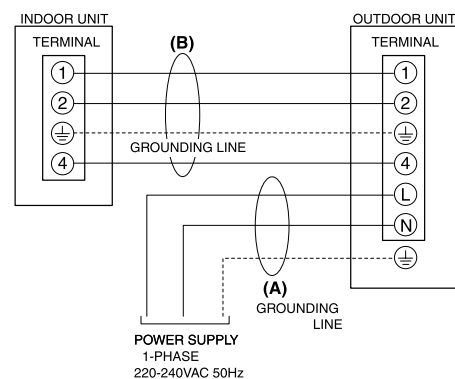 INDOOR UNIT
OUTDOOR UNIT
TERMINAL
(B)
TERMINAL
1
1
2
2
GROUNDING LINE
4
4
L
N
(A)
GROUNDING
LINE
POWER SUPPLY
1-PHASE
220-240VAC 50Hz